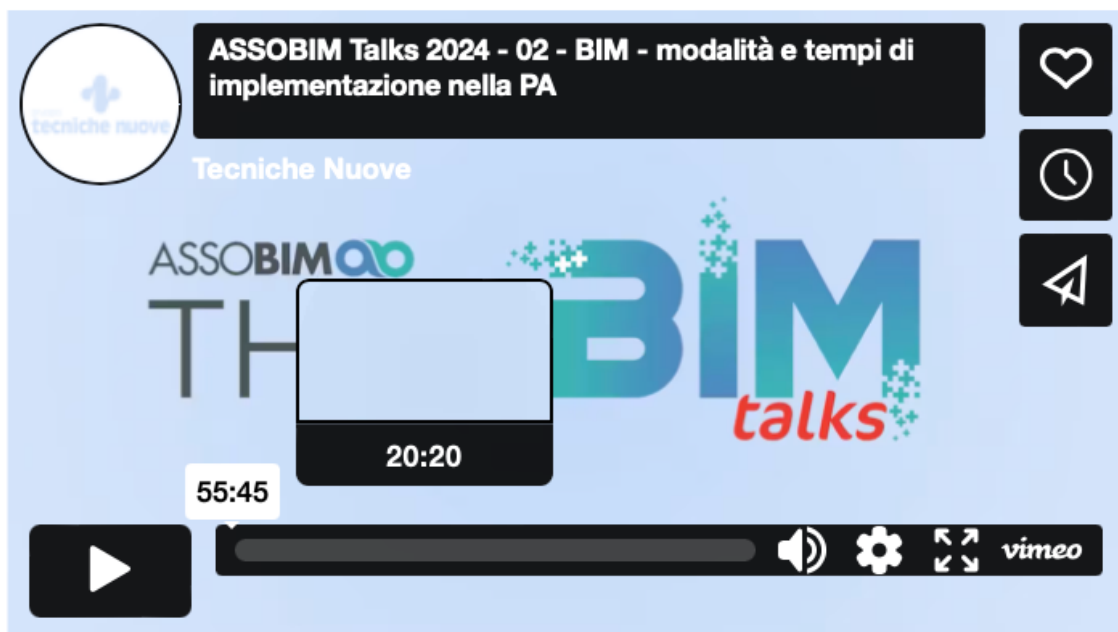 ASSOBIM Talks 2024 - 02 - BIM - modalità e tempi di
implementazione nella PA
tecniche nuove
Tecniche Nuove
ASSOBIM
TH
BIM
talks
20:20
55:45
vimeo